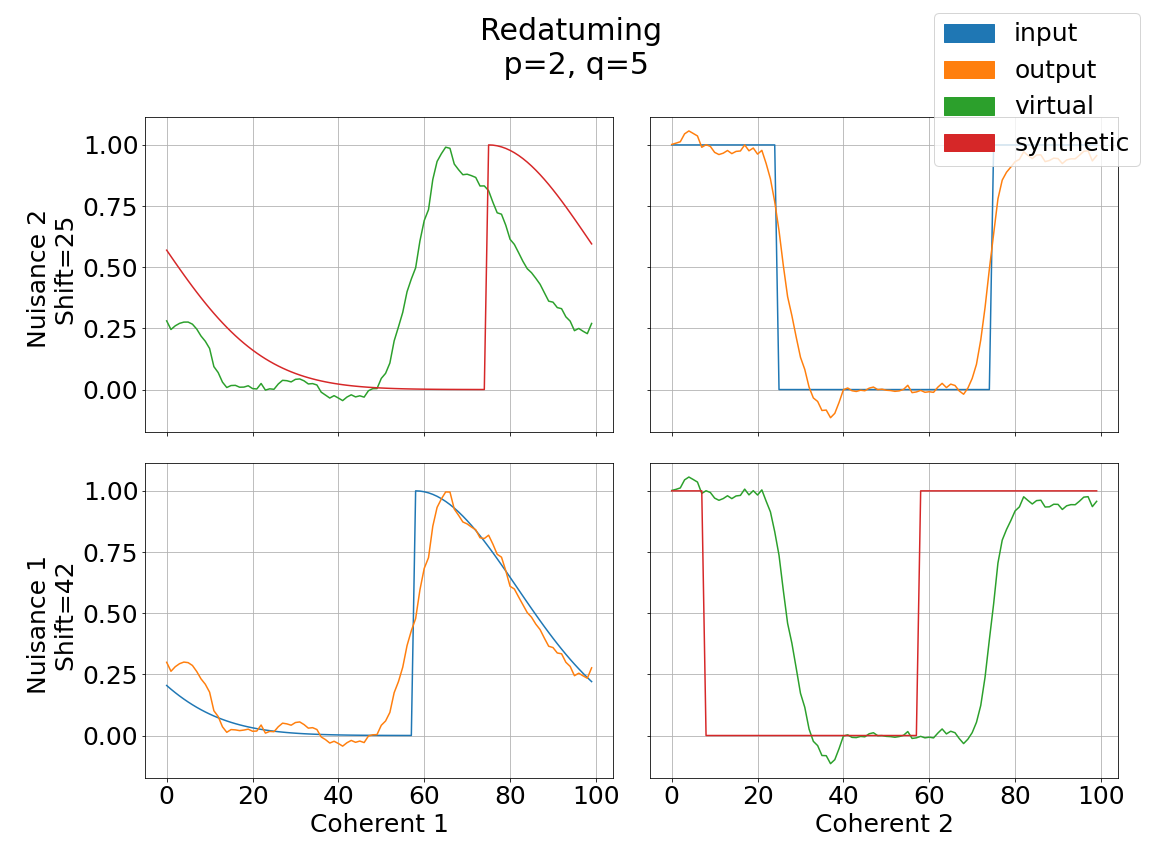 Redatuming
p=2, q=5
input
output
virtual
synthetic
Nuisance 2
Shift=25
1.00
0.75
0.50
0.25
0.00
Nuisance 1
Shift=42
1.00
0.75
0.50
0.25
0.00
0 20 40 60 80 100
0 20 40 60 80 100
Coherent 1
Coherent 2